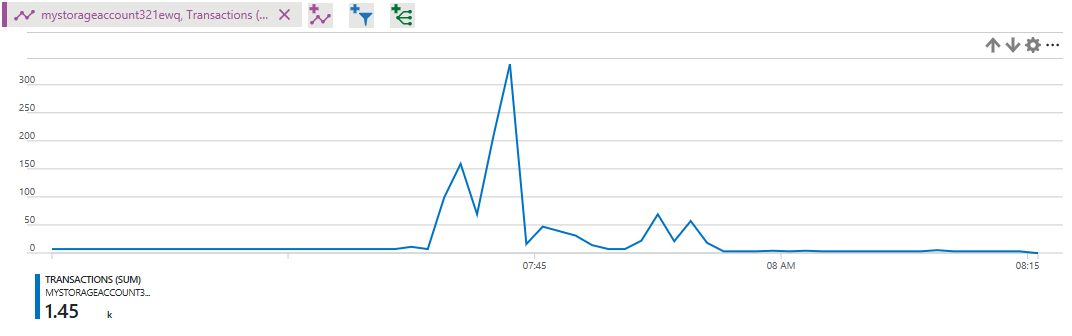 mystorageaccount321ewq, Transactions (...
300
250
200
150
100
50
0
07:45
08 AM
08:15
TRANSACTIONS (SUM)
MYSTORAGEACCOUNT3...
1.45 k